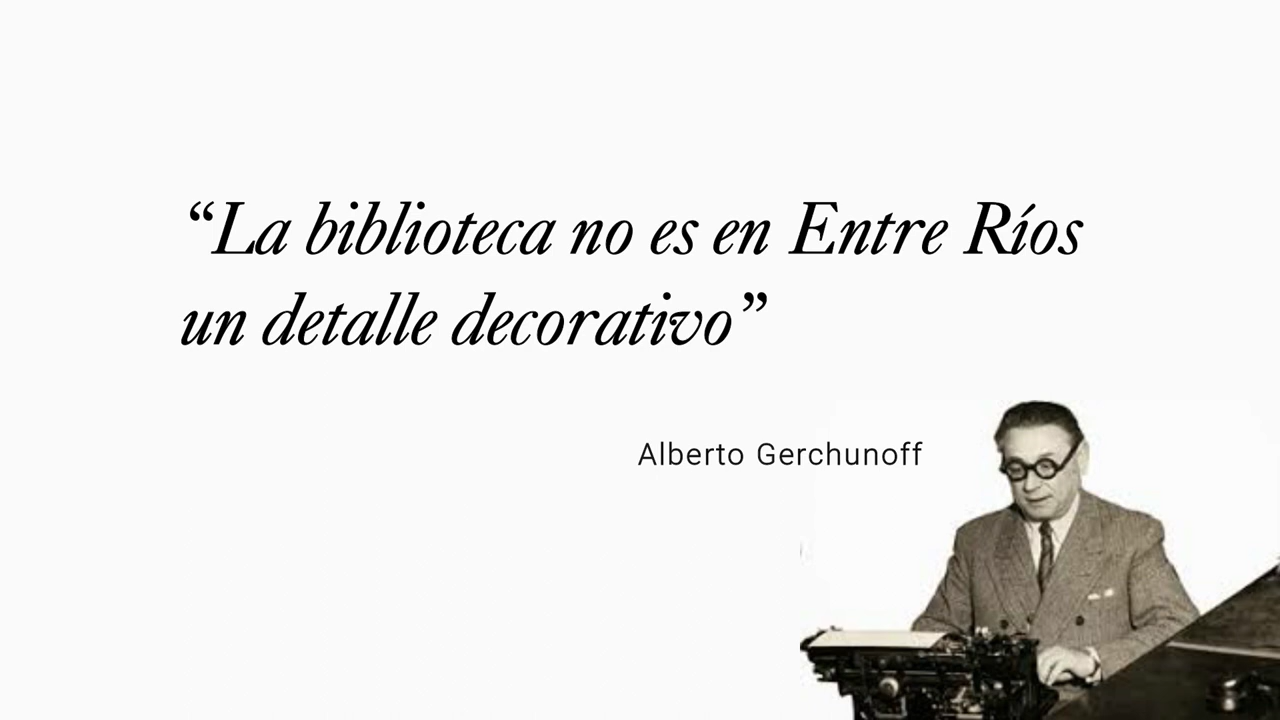 “La biblioteca no es en Entre Ríos
un detalle decorativo”
Alberto Gerchunoff